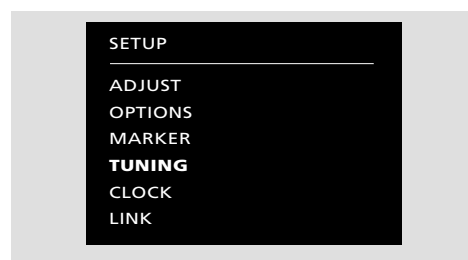 SETUP
ADJUST
OPTIONS
MARKER
TUNING
CLOCK
LINK